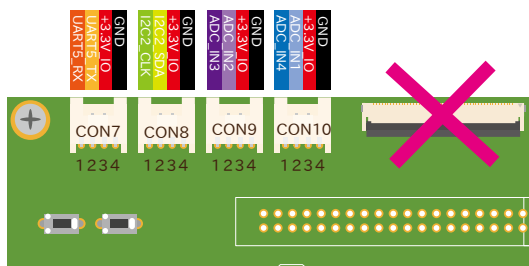 UART5_RX
UART5_TX
+3.3V_IO
GND
I2C2_CLK
I2C2_SDA
+3.3V_IO
GND
ADC_IN3
ADC_IN2
+3.3V_IO
GND
ADC_IN4
ADC_IN1
+3.3V_IO
GND
CON7 CON8 CON9 CON10
1234 1234 1234 1234